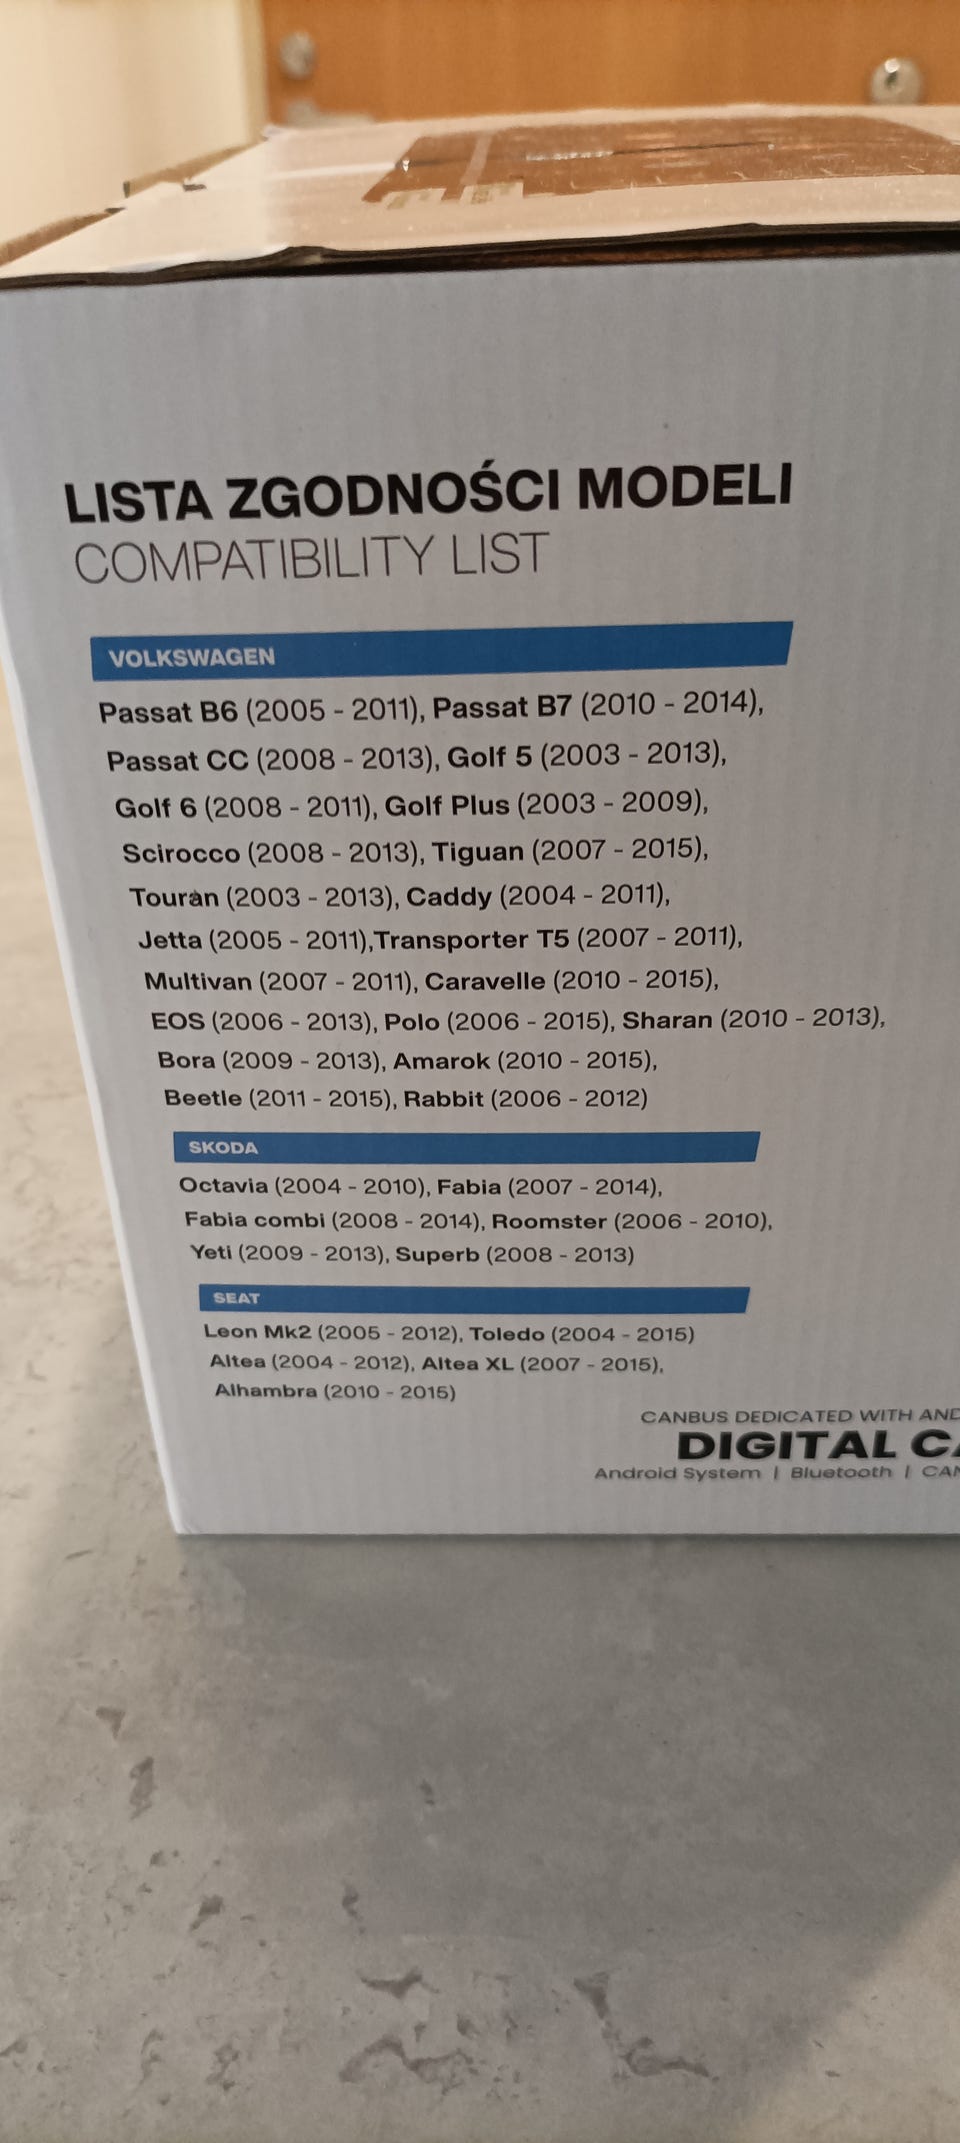 LISTA ZGODNOŚCI MODELI
COMPATIBILITY LIST
VOLKSWAGEN
Passat B6 (2005 - 2011), Passat B7 (2010 - 2014),
Passat CC (2008 - 2013), Golf 5 (2003 - 2013),
Golf 6 (2008 - 2011), Golf Plus (2003 - 2009),
Scirocco (2008 - 2013), Tiguan (2007 - 2015),
Touran (2003 - 2013), Caddy (2004 - 2011),
Jetta (2005 - 2011),Transporter T5 (2007 - 2011),
Multivan (2007 - 2011), Caravelle (2010 - 2015),
EOS (2006 - 2013), Polo (2006 - 2015), Sharan (2010 - 2013),
Bora (2009 - 2013), Amarok (2010 - 2015),
Beetle (2011 - 2015), Rabbit (2006 - 2012)
SKODA
Octavia (2004 - 2010), Fabia (2007 - 2014),
Fabia combi (2008 - 2014), Roomster (2006 - 2010),
Yeti (2009 - 2013), Superb (2008 - 2013)
SEAT
Leon Mk2 (2005 - 2012), Toledo (2004 - 2015)
Altea (2004 - 2012), Altea XL (2007 - 2015),
Alhambra (2010 - 2015)
CANBUS DEDICATED WITH
DIGITAL
Android System | Bluetooth |